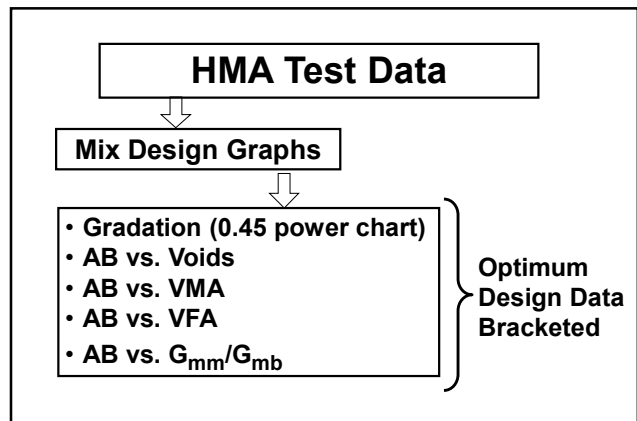 HMA Test Data
Mix Design Graphs
• Gradation (0.45 power chart)
• AB vs. Voids
• AB vs. VMA
• AB vs. VFA
• AB vs. Gmm/Gmb
Optimum
Design Data
Bracketed